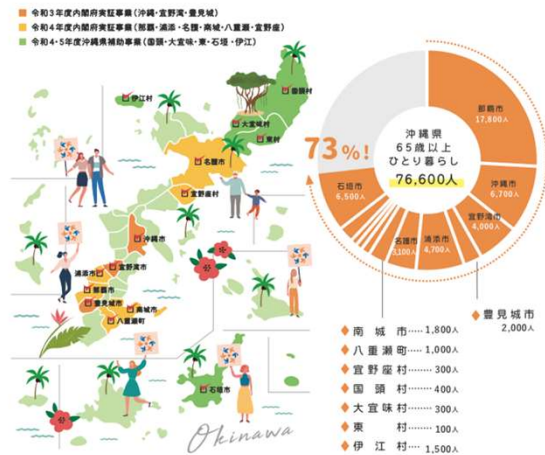 令和3年度内閣府実証事業(沖縄・宜野湾・豊見城)
令和4年度内閣府実証事業(那覇・浦添・名護・南城・八重瀬・宜野座)
令和4・5年度沖縄県補助事業(国頭・大宜味・東・石垣・伊江)
伊江村
国頭村
大宜味村
東村
名護市
宜野座村
沖縄市
宜野湾市
浦添市
那覇市
豊見城市
南城市
八重瀬町
石垣市
Okinawa
73%!
沖縄県
65歳以上
ひとり暮らし
76,600人
那覇市
17,800人
沖縄市
6,700人
宜野湾市
4,000人
浦添市
4,700人
名護市
3,100人
石垣市
6,500人
豊見城市
2,000人
南城市‥‥1,800人
八重瀬町‥‥1,000人
宜野座村‥‥‥300人
国頭村‥‥‥400人
大宜味村‥‥‥300人
東村‥‥‥100人
伊江村‥‥1,500人